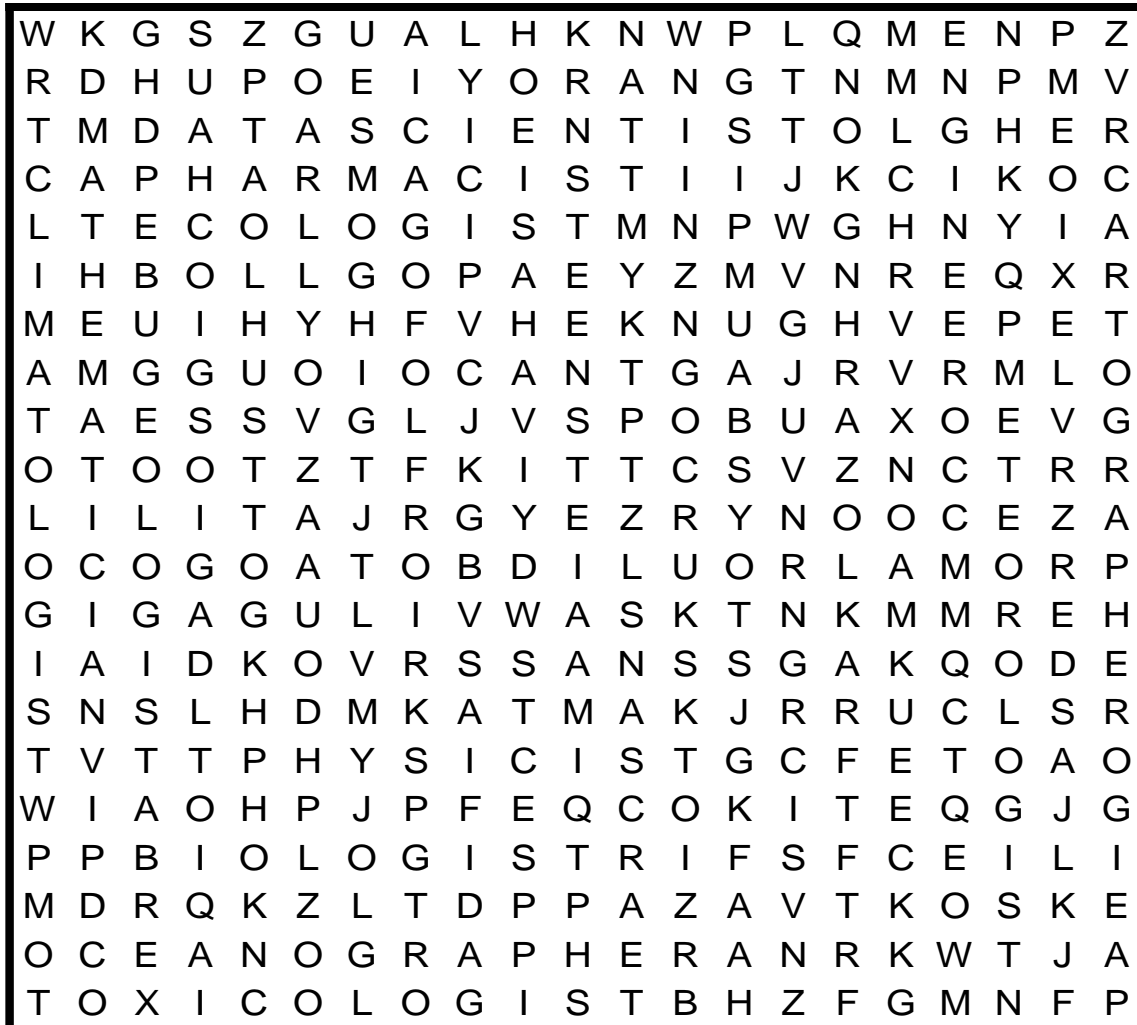 W K G S Z G U A L H K N W P L Q M E N P Z
R D H U P O E I Y O R A N G T N M N P M V
T M D A T A S C I E N T I S T O L G H E R
C A P H A R M A C I S T I I J K C I K O C
L T E C O L O G I S T M N P W G H N Y I A
I H B O L L G O P A E Y Z M V N R E Q X R
M E U I H Y H F V H E K N U G H V E P E T
A M G G U O I O C A N T G A J R V R M L O
T A E S S V G L J V S P O B U A X O E V G
O T O O T Z T F K I T T C S V Z N C T R R
L I L I T A J R G Y E Z R Y N O O C E Z A
O C O G O A T O B D I L U O R L A M O R P
G I G A G U L I V W A S K T N K M M R E H
I A I D K O V R S S A N S S G A K Q O D E
S N S L H D M K A T M A K J R R U C L S R
T V T T P H Y S I C I S T G C F E T O A O
W I A O H P J P F E Q C O K I T E Q G J G
P P B I O L O G I S T R I F S F C E I L I
M D R Q K Z L T D P P A Z A V T K O S K E
O C E A N O G R A P H E R A N R K W T J A
T O X I C O L O G I S T B H Z F G M N F P